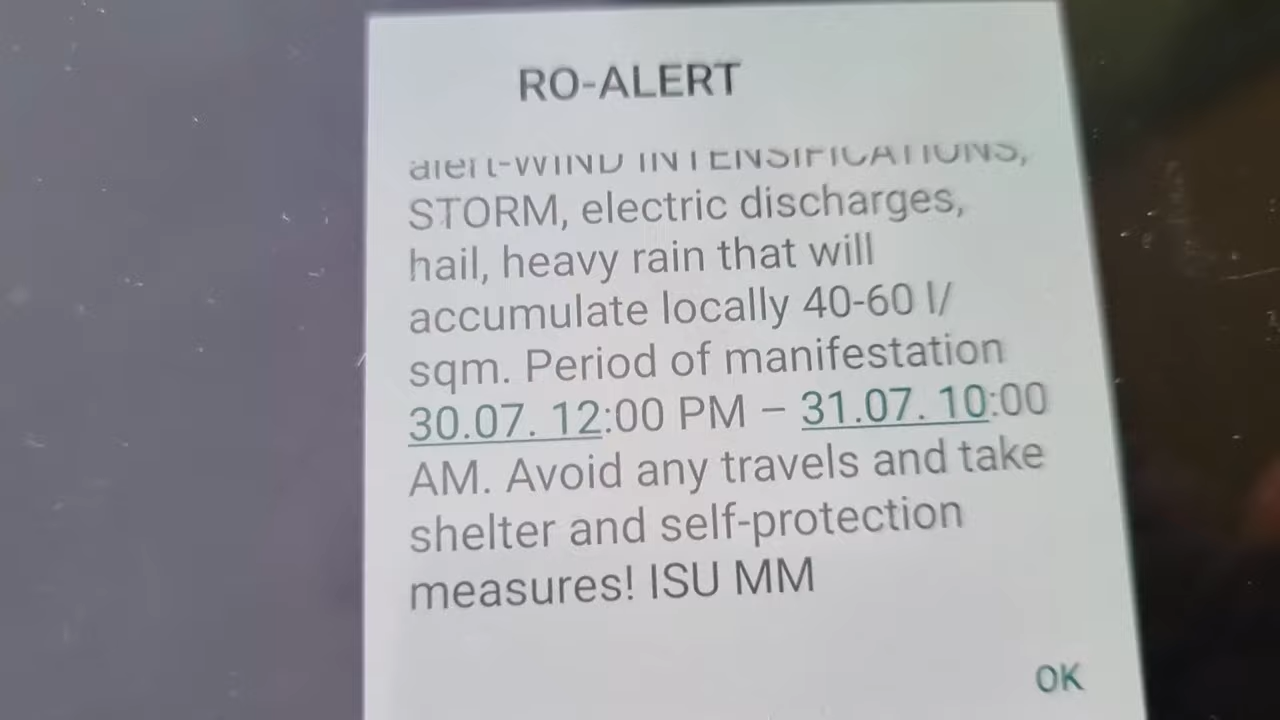 RO-ALERT
alert-WIND INTENSIFICATIONS,
STORM, electric discharges,
hail, heavy rain that will
accumulate locally 40-60 l/
sqm. Period of manifestation
30.07. 12:00 PM – 31.07. 10:00
AM. Avoid any travels and take
shelter and self-protection
measures! ISU MM
OK